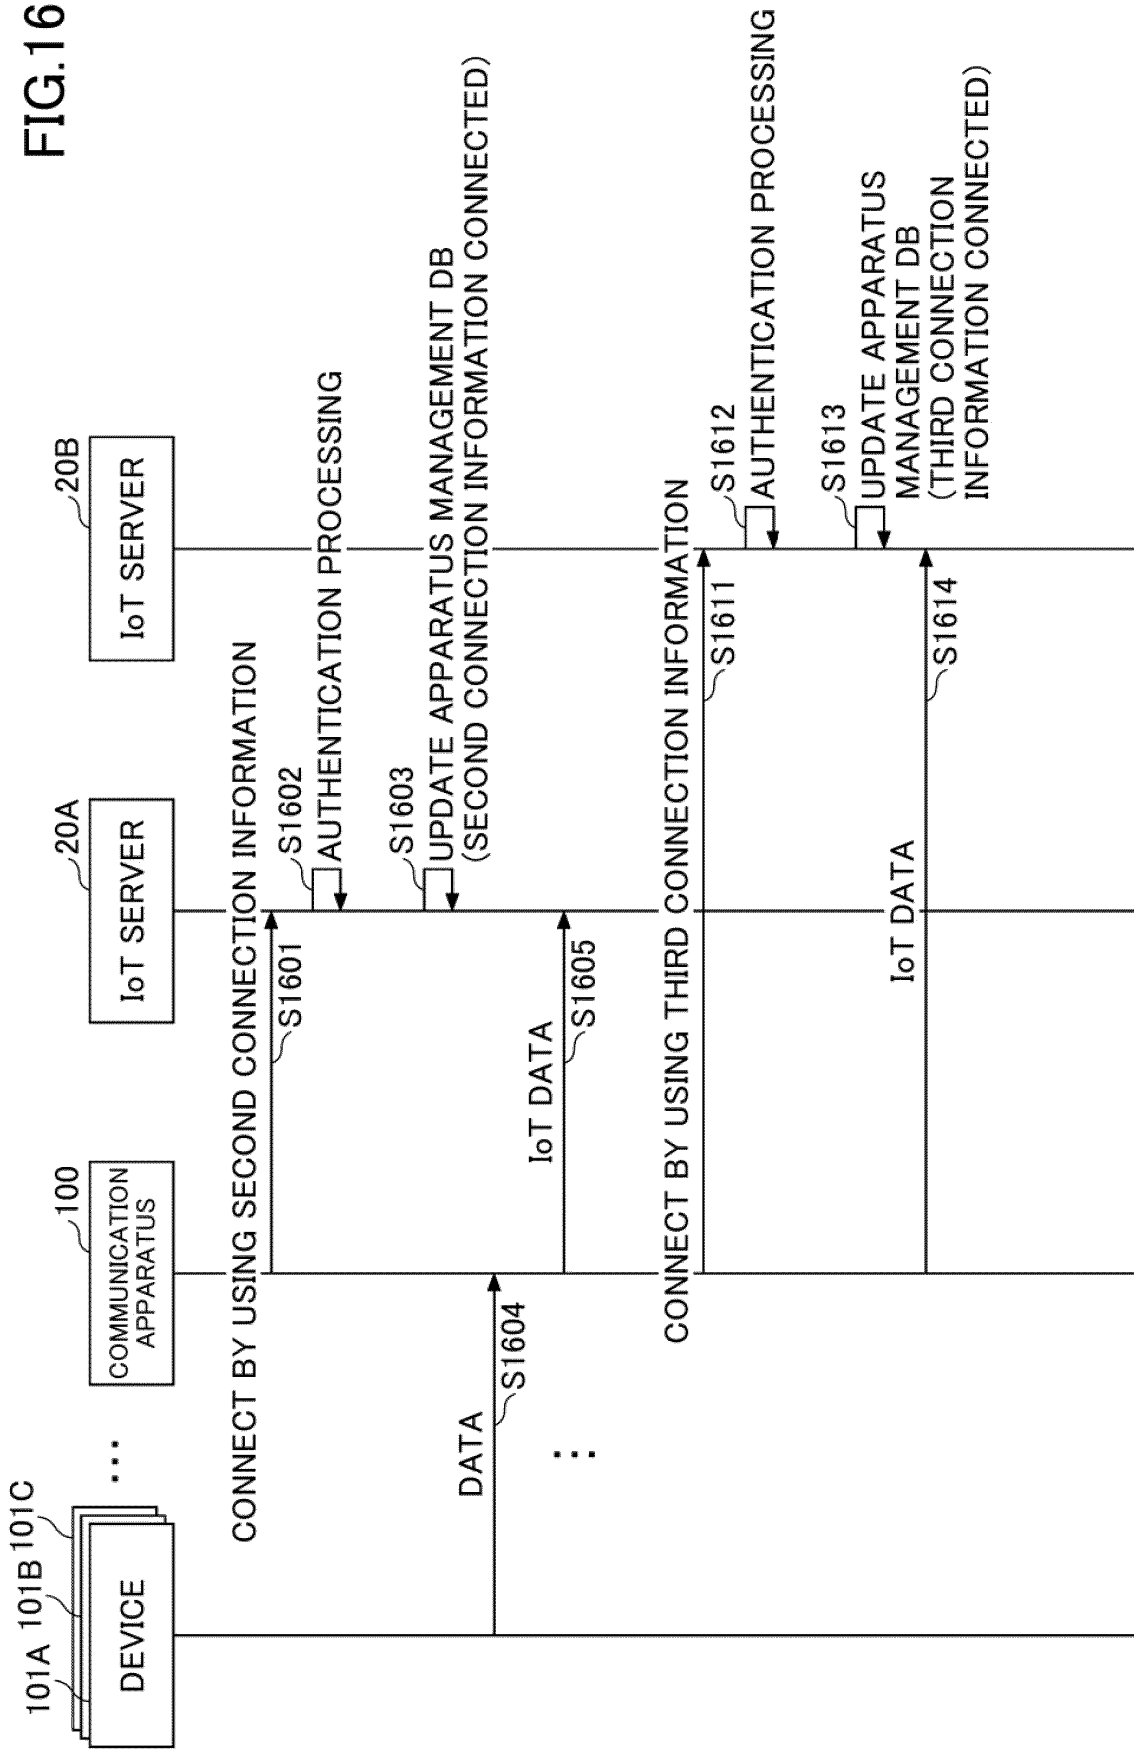 FIG.16
101A
101B
101C
DEVICE
...
100
COMMUNICATION
APPARATUS
20A
IoT SERVER
20B
IoT SERVER
CONNECT BY USING SECOND CONNECTION INFORMATION
S1601
S1602
AUTHENTICATION PROCESSING
S1603
UPDATE APPARATUS MANAGEMENT DB
(SECOND CONNECTION INFORMATION CONNECTED)
DATA
S1604
IoT DATA
S1605
...
CONNECT BY USING THIRD CONNECTION INFORMATION
S1611
S1612
AUTHENTICATION PROCESSING
S1613
UPDATE APPARATUS
MANAGEMENT DB
(THIRD CONNECTION
INFORMATION CONNECTED)
IoT DATA
S1614